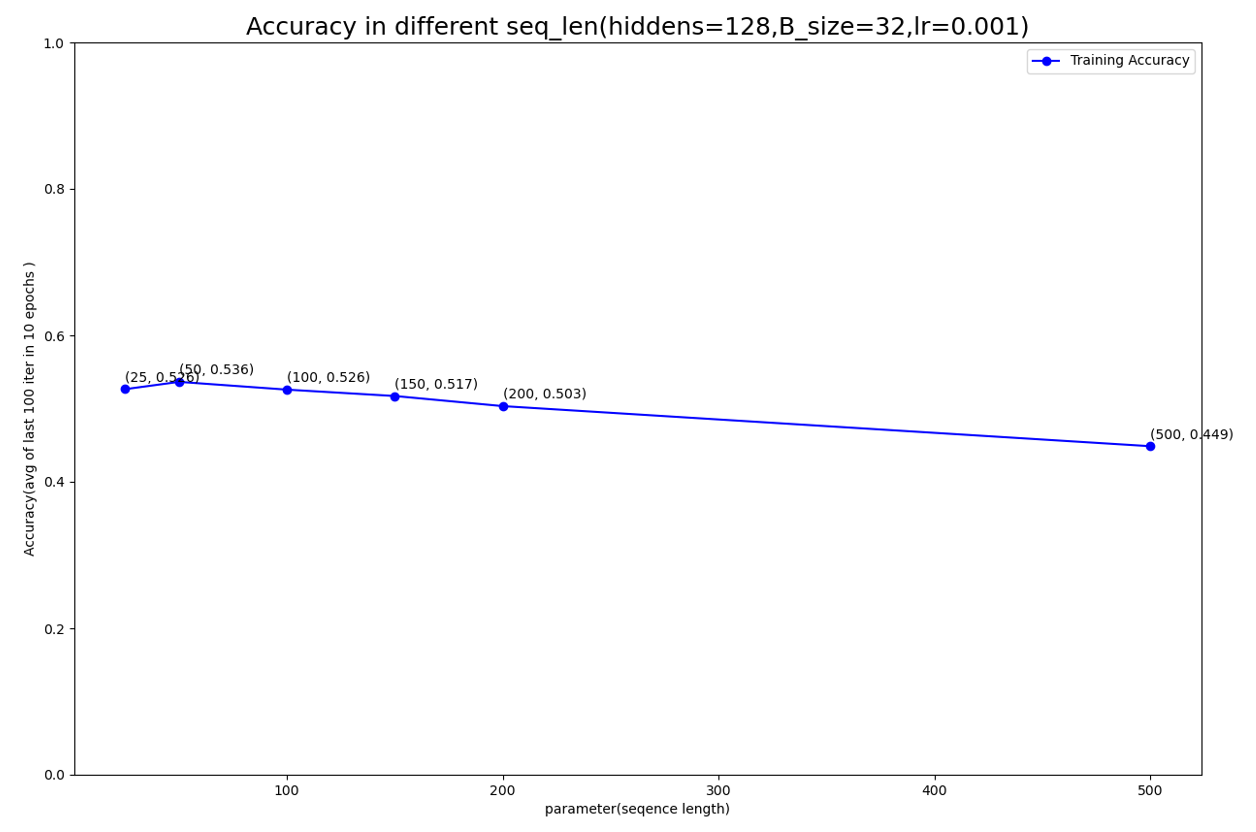 Accuracy in different seq_len(hiddens=128,B_size=32,lr=0.001)
1.0
Training Accuracy
0.8
0.6
0.4
0.2
0.0
Accuracy(avg of last 100 iter in 10 epochs )
(25, 0.526)
(50, 0.536)
(100, 0.526)
(150, 0.517)
(200, 0.503)
(500, 0.449)
100 200 300 400 500
parameter(seqence length)